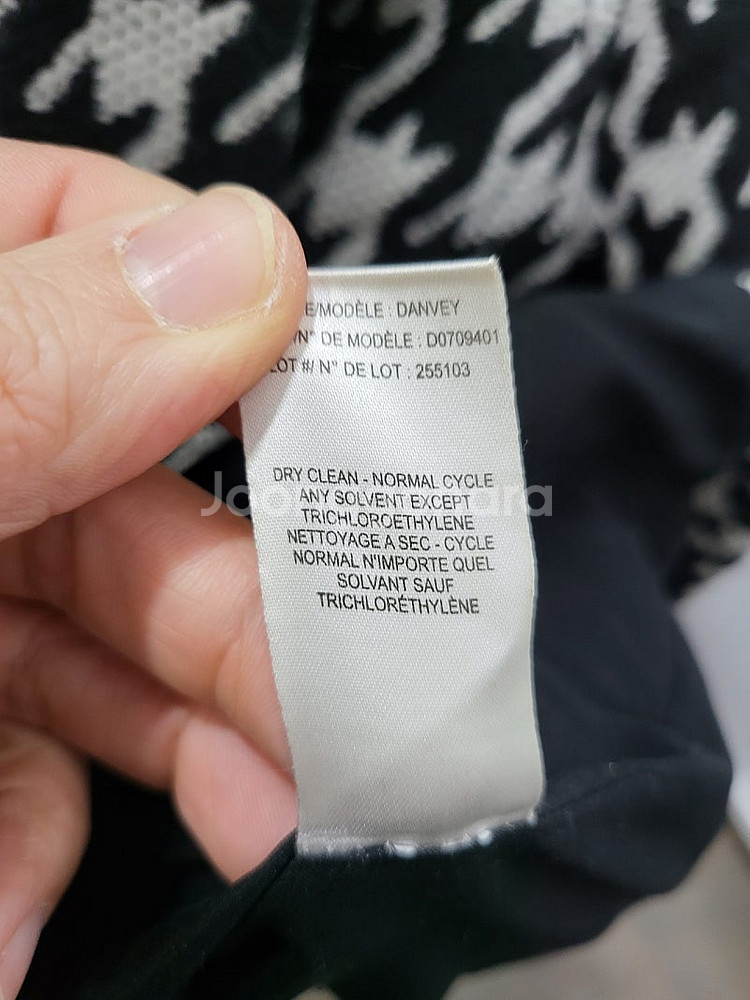 E/MODÈLE : DANVEY
/N° DE MODÈLE : D0709401
LOT #/ N° DE LOT : 255103
DRY CLEAN - NORMAL CYCLE
ANY SOLVENT EXCEPT
TRICHLOROETHYLENE
NETTOYAGE A SEC - CYCLE
NORMAL N'IMPORTE QUEL
SOLVANT SAUF
TRICHLORÉTHYLÈNE